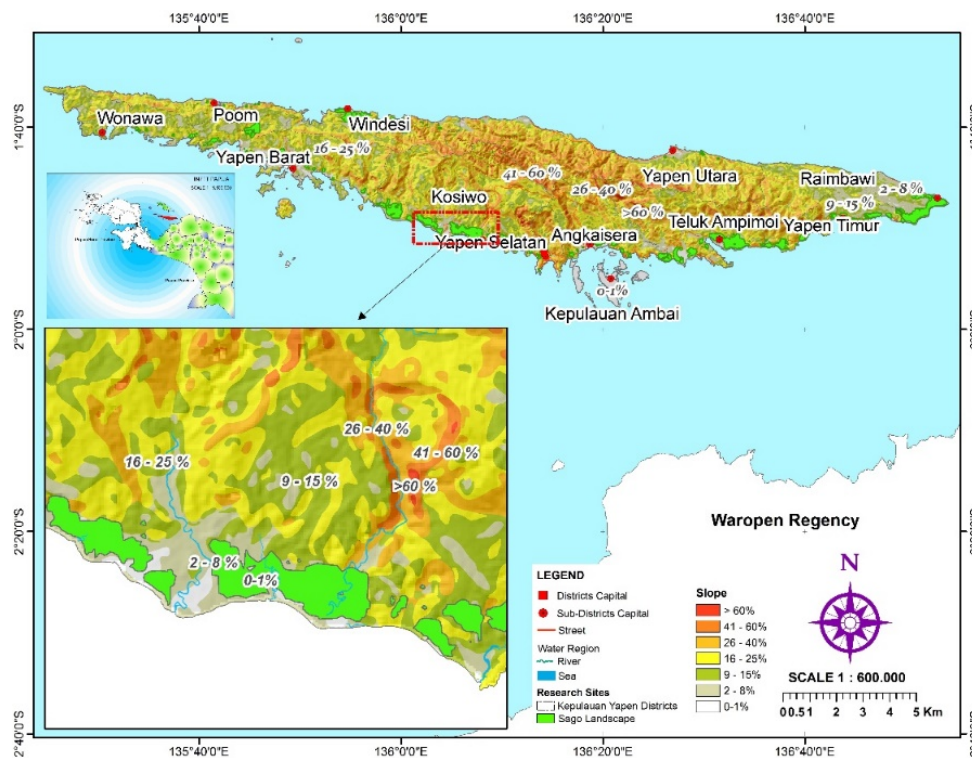 135°40'0"E
136°0'0"E
136°20'0"E
136°40'0"E
1°40'0"S
Wonawa
Poom
Windesi
Yapen Barat
16 - 25 %
41 - 60 %
26 - 40 %
>60 %
Yapen Utara
Raimbawi
2 - 8 %
9 - 15 %
Kosiwo
Teluk Ampimoi
Yapen Timur
Yapen Selatan
Angkaisera
0-1%
Kepulauan Ambai
2°0'0"S
26 - 40 %
41 - 60 %
16 - 25 %
9 - 15 %
>60 %
2 - 8 %
0-1%
2°20'0"S
Waropen Regency
N
LEGEND
Districts Capital
Sub-Districts Capital
Street
Water Region
River
Sea
Research Sites
Kepulauan Yapen Districts
Sago Landscape
Slope
> 60%
41 - 60%
26 - 40%
16 - 25%
9 - 15%
2 - 8%
0-1%
SCALE 1 : 600.000
0 0.5 1 2 3 4 5 Km
2°40'0"S
135°40'0"E
136°0'0"E
136°20'0"E
136°40'0"E